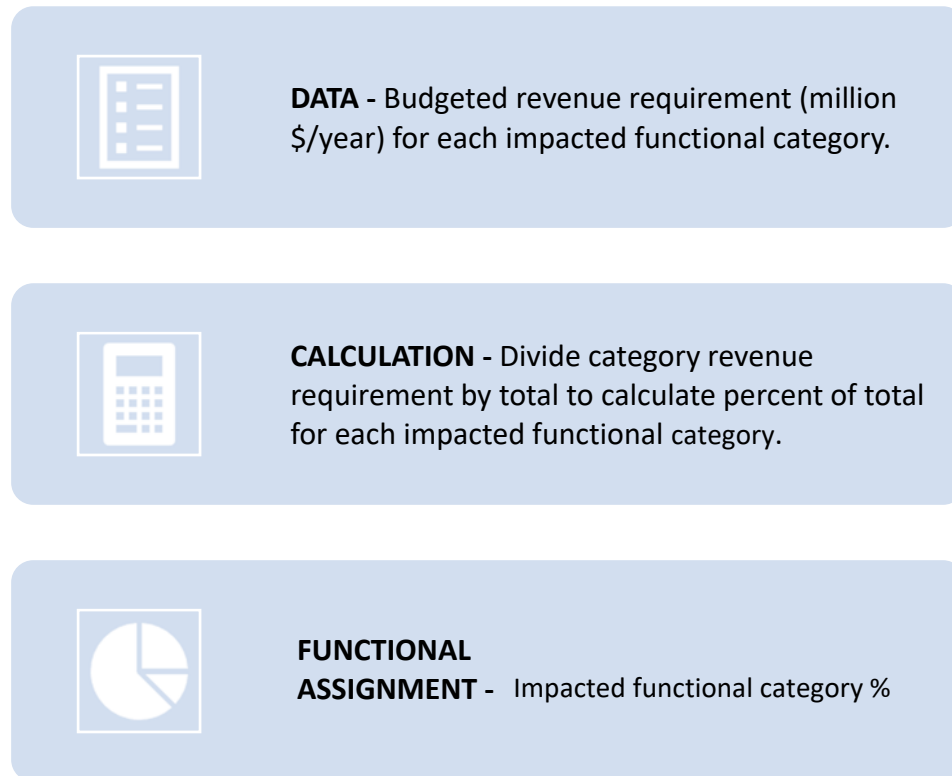 DATA - Budgeted revenue requirement (million
$/year) for each impacted functional category.
CALCULATION - Divide category revenue
requirement by total to calculate percent of total
for each impacted functional category.
FUNCTIONAL
ASSIGNMENT - Impacted functional category %